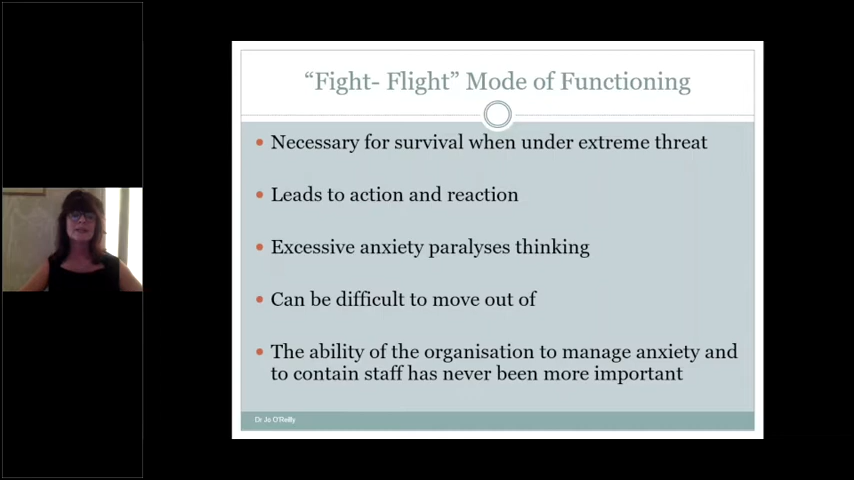 “Fight- Flight” Mode of Functioning
• Necessary for survival when under extreme threat
• Leads to action and reaction
• Excessive anxiety paralyses thinking
• Can be difficult to move out of
• The ability of the organisation to manage anxiety and
to contain staff has never been more important
Dr Jo O'Reilly